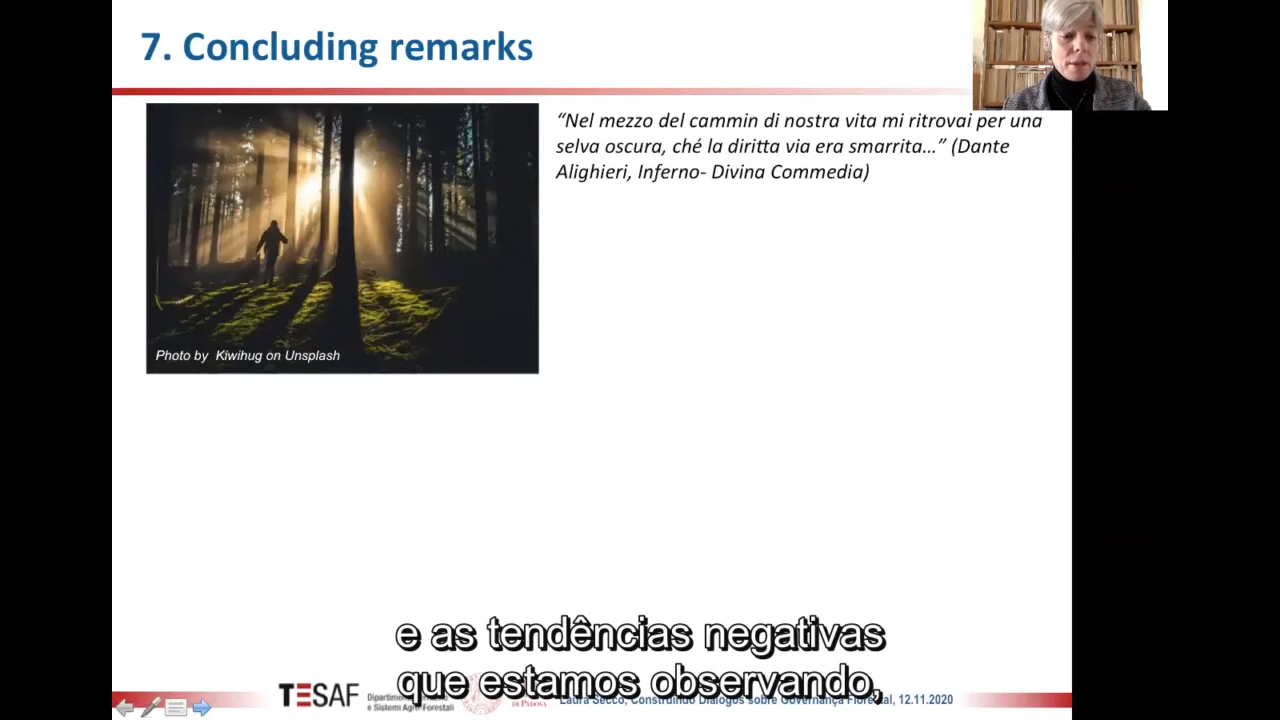 7. Concluding remarks
“Nel mezzo del cammin di nostra vita mi ritrovai per una
selva oscura, ché la diritta via era smarrita…” (Dante
Alighieri, Inferno- Divina Commedia)
Photo by Kiwihug on Unsplash
e as tendências negativas
que estamos observando,
TESAF
e Sistemi Agro-Forestali
DI PADOVA
Laura Secco, Construindo Diálogos sobre Governança Florestal, 12.11.2020